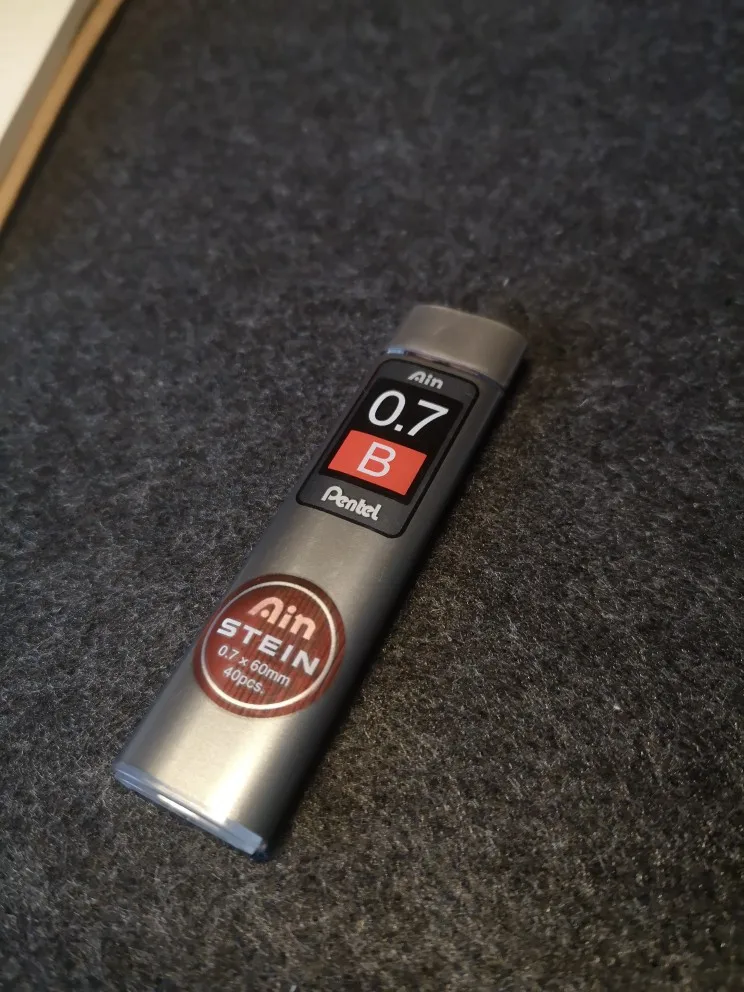 Ain
0.7
B
Pentel
Ain
STEIN
0.7 x 60mm
40pcs.